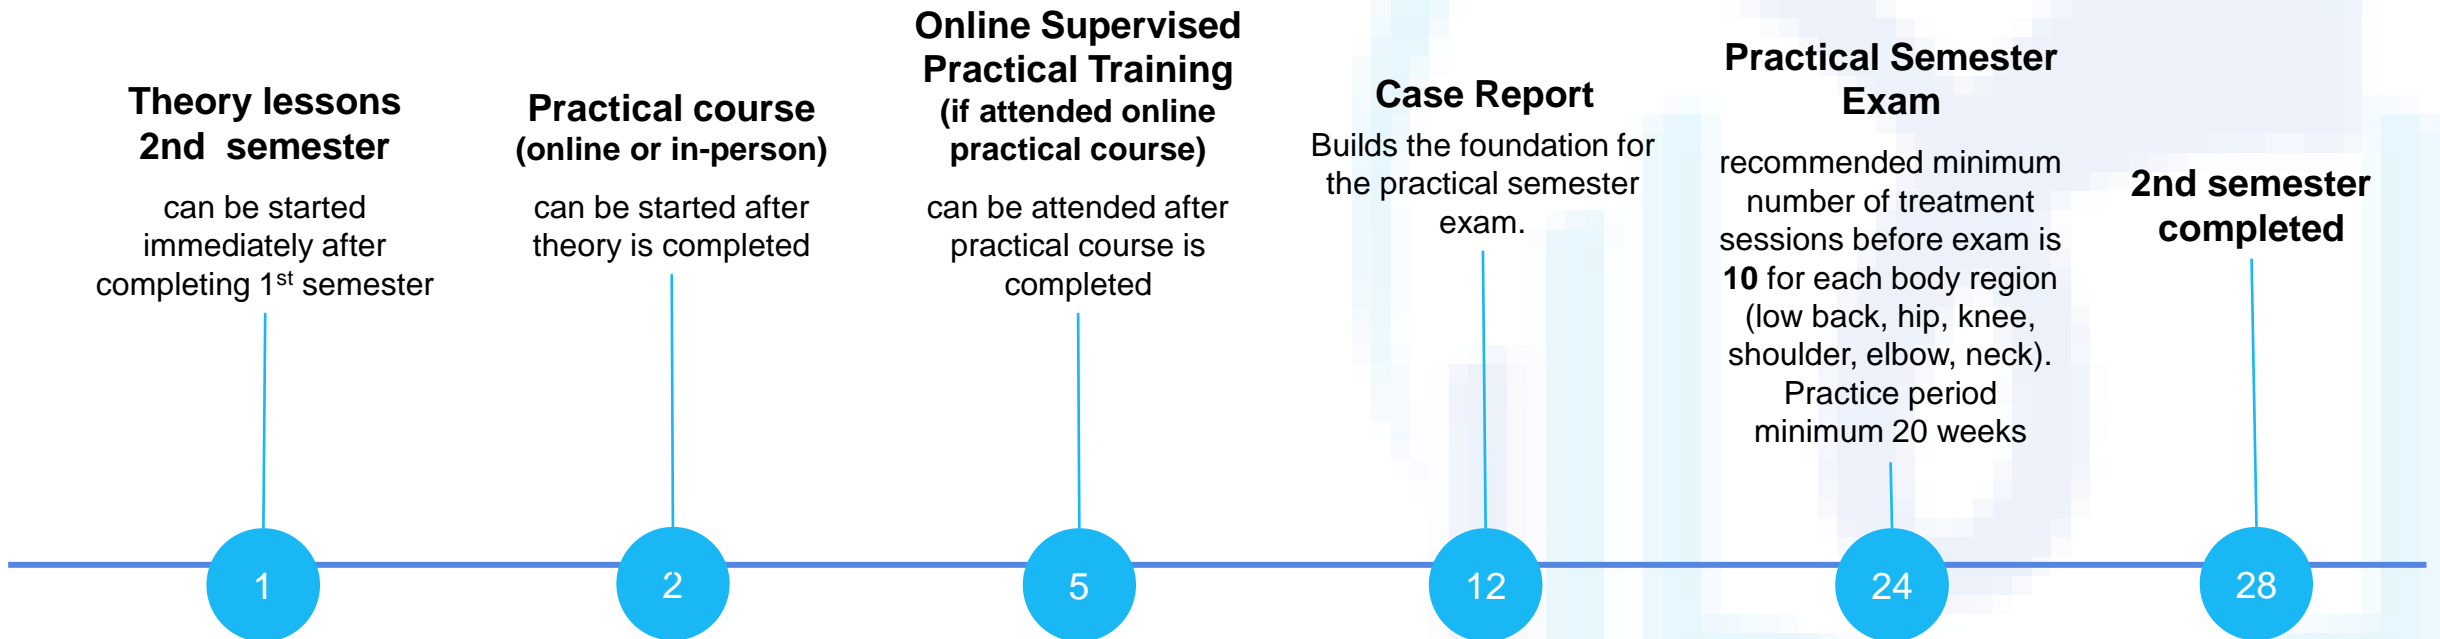 Theory lessons
2nd  semester
can be started
immediately after
completing 1st semester
Practical course
(online or in-person)
can be started after
theory is completed
Online Supervised
Practical Training
(if attended online
practical course)
can be attended after
practical course is
completed
Case Report
Builds the foundation for
the practical semester
exam.
Practical Semester
Exam
recommended minimum
number of treatment
sessions before exam is
10 for each body region
(low back, hip, knee,
shoulder, elbow, neck).
Practice period
minimum 20 weeks
2nd semester
completed
1
2
5
12
24
28